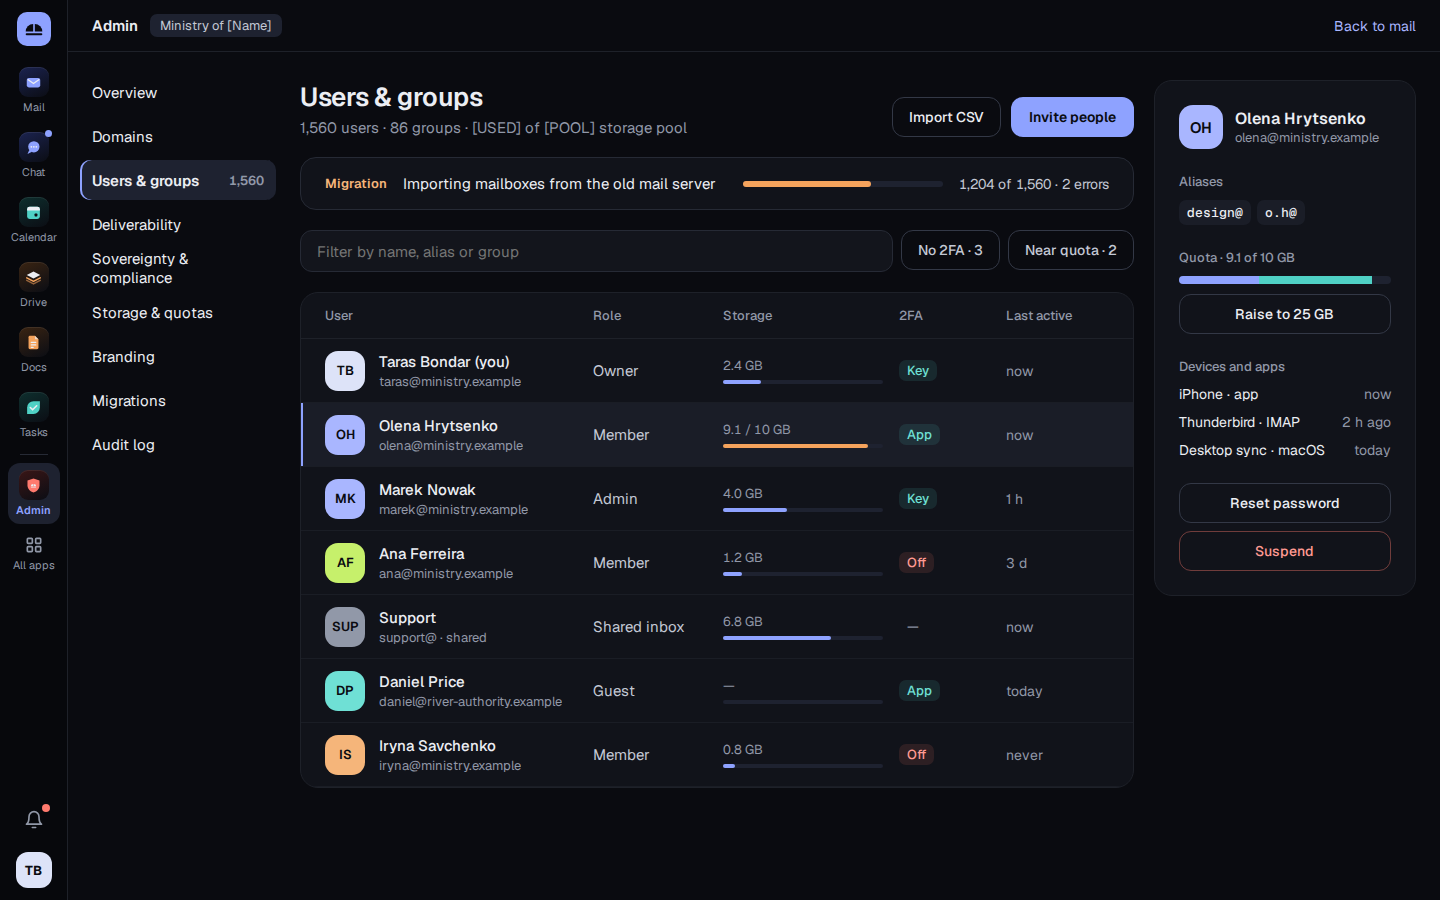 Admin
Ministry of [Name]
Back to mail
Mail
Chat
Calendar
Drive
Docs
Tasks
Admin
All apps
TB
Overview
Domains
Users & groups 1,560
Deliverability
Sovereignty &
compliance
Storage & quotas
Branding
Migrations
Audit log
Users & groups
1,560 users · 86 groups · [USED] of [POOL] storage pool
Import CSV
Invite people
Migration Importing mailboxes from the old mail server 1,204 of 1,560 · 2 errors
Filter by name, alias or group
No 2FA · 3
Near quota · 2
User Role Storage 2FA Last active
TB Taras Bondar (you) taras@ministry.example Owner 2.4 GB Key now
OH Olena Hrytsenko olena@ministry.example Member 9.1 / 10 GB App now
MK Marek Nowak marek@ministry.example Admin 4.0 GB Key 1 h
AF Ana Ferreira ana@ministry.example Member 1.2 GB Off 3 d
SUP Support support@ · shared Shared inbox 6.8 GB — now
DP Daniel Price daniel@river-authority.example Guest — App today
IS Iryna Savchenko iryna@ministry.example Member 0.8 GB Off never
OH
Olena Hrytsenko
olena@ministry.example
Aliases
design@ o.h@
Quota · 9.1 of 10 GB
Raise to 25 GB
Devices and apps
iPhone · app now
Thunderbird · IMAP 2 h ago
Desktop sync · macOS today
Reset password
Suspend